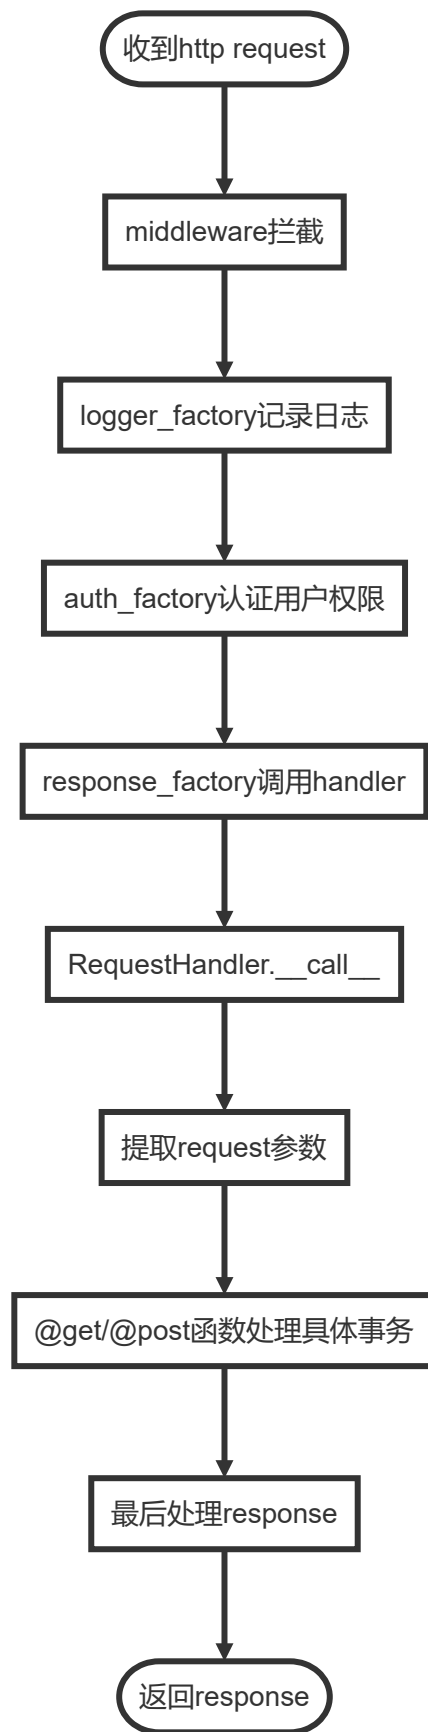 收到http request
middleware拦截
logger_factory记录日志
auth_factory认证用户权限
response_factory调用handler
RequestHandler.__call__
提取request参数
@get/@post函数处理具体事务
最后处理response
返回response